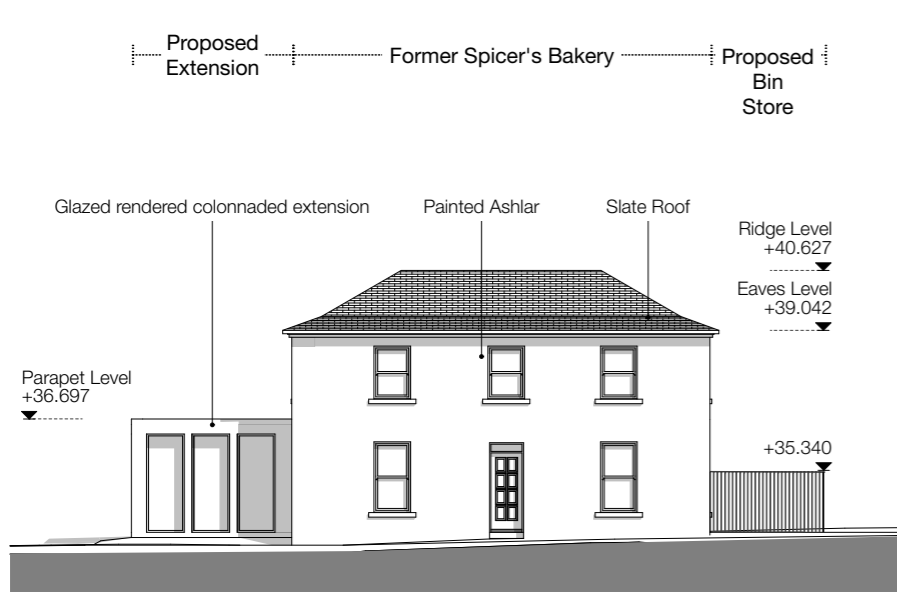 Proposed
Extension
Former Spicer's Bakery
Proposed
Bin
Store
Glazed rendered colonnaded extension
Painted Ashlar
Slate Roof
Ridge Level
+40.627
Eaves Level
+39.042
Parapet Level
+36.697
+35.340